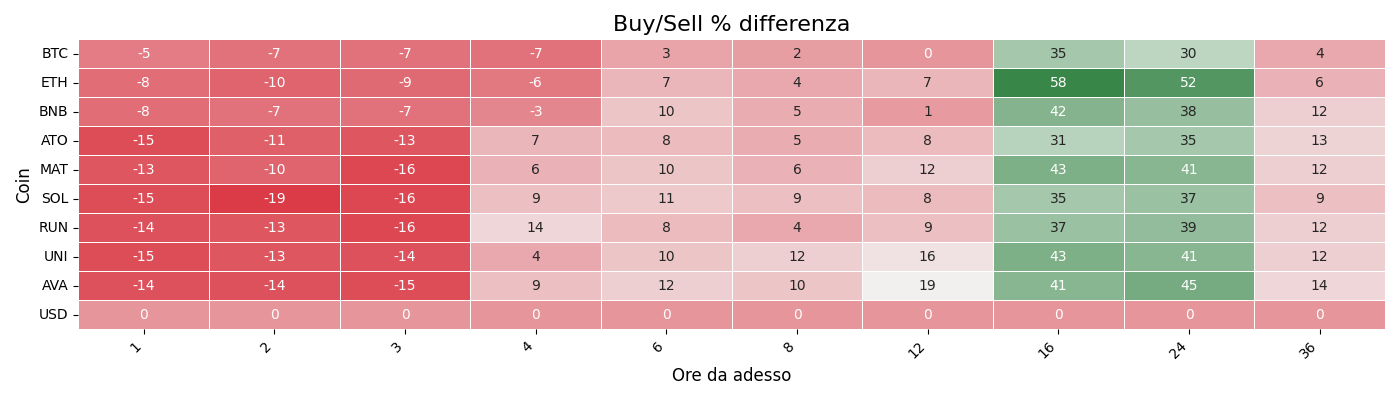 Buy/Sell % differenza
Coin
BTC -5 -7 -7 -7 3 2 0 35 30 4
ETH -8 -10 -9 -6 7 4 7 58 52 6
BNB -8 -7 -7 -3 10 5 1 42 38 12
ATO -15 -11 -13 7 8 5 8 31 35 13
MAT -13 -10 -16 6 10 6 12 43 41 12
SOL -15 -19 -16 9 11 9 8 35 37 9
RUN -14 -13 -16 14 8 4 9 37 39 12
UNI -15 -13 -14 4 10 12 16 43 41 12
AVA -14 -14 -15 9 12 10 19 41 45 14
USD 0 0 0 0 0 0 0 0 0 0
1 2 3 4 6 8 12 16 24 36
Ore da adesso